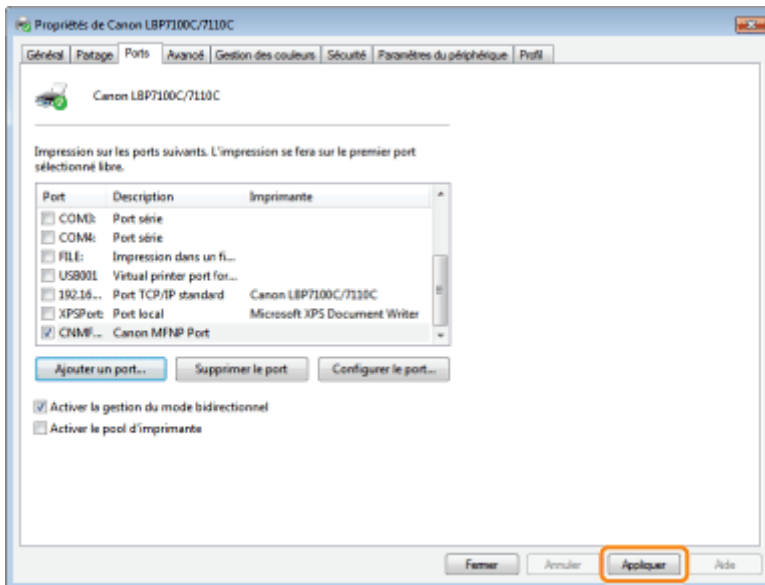 Propriétés de Canon LBP7100C/7110C
Général Partage Ports Avancé Gestion des couleurs Sécurité Paramètres du périphérique Profil
Canon LBP7100C/7110C
Impression sur les ports suivants. L'impression se fera sur le premier port
sélectionné libre.
Port Description Imprimante
COM3: Port série
COM4: Port série
FILE: Impression dans un fi...
USB001 Virtual printer port for...
192.16... Port TCP/IP standard Canon LBP7100C/7110C
XPSPort: Port local Microsoft XPS Document Writer
CNMF... Canon MFNP Port
Ajouter un port... Supprimer le port Configurer le port...
Activer la gestion du mode bidirectionnel
Activer le pool d'imprimante
Fermer Annuler Appliquer Aide